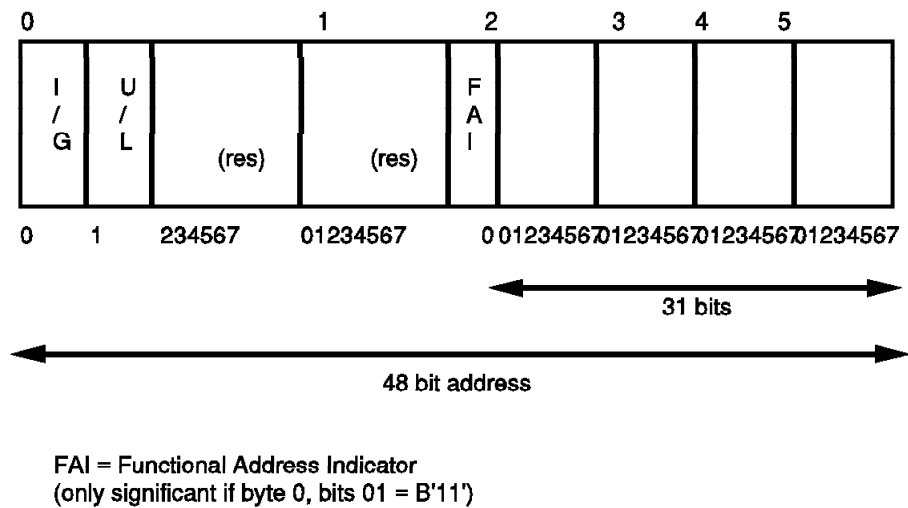 0 1 2 3 4 5
I/G U/L (res) (res) FAI
0 1 234567 01234567 0 01234567 01234567 01234567 01234567
31 bits
48 bit address
FAI = Functional Address Indicator
(only significant if byte 0, bits 01 = B'11')